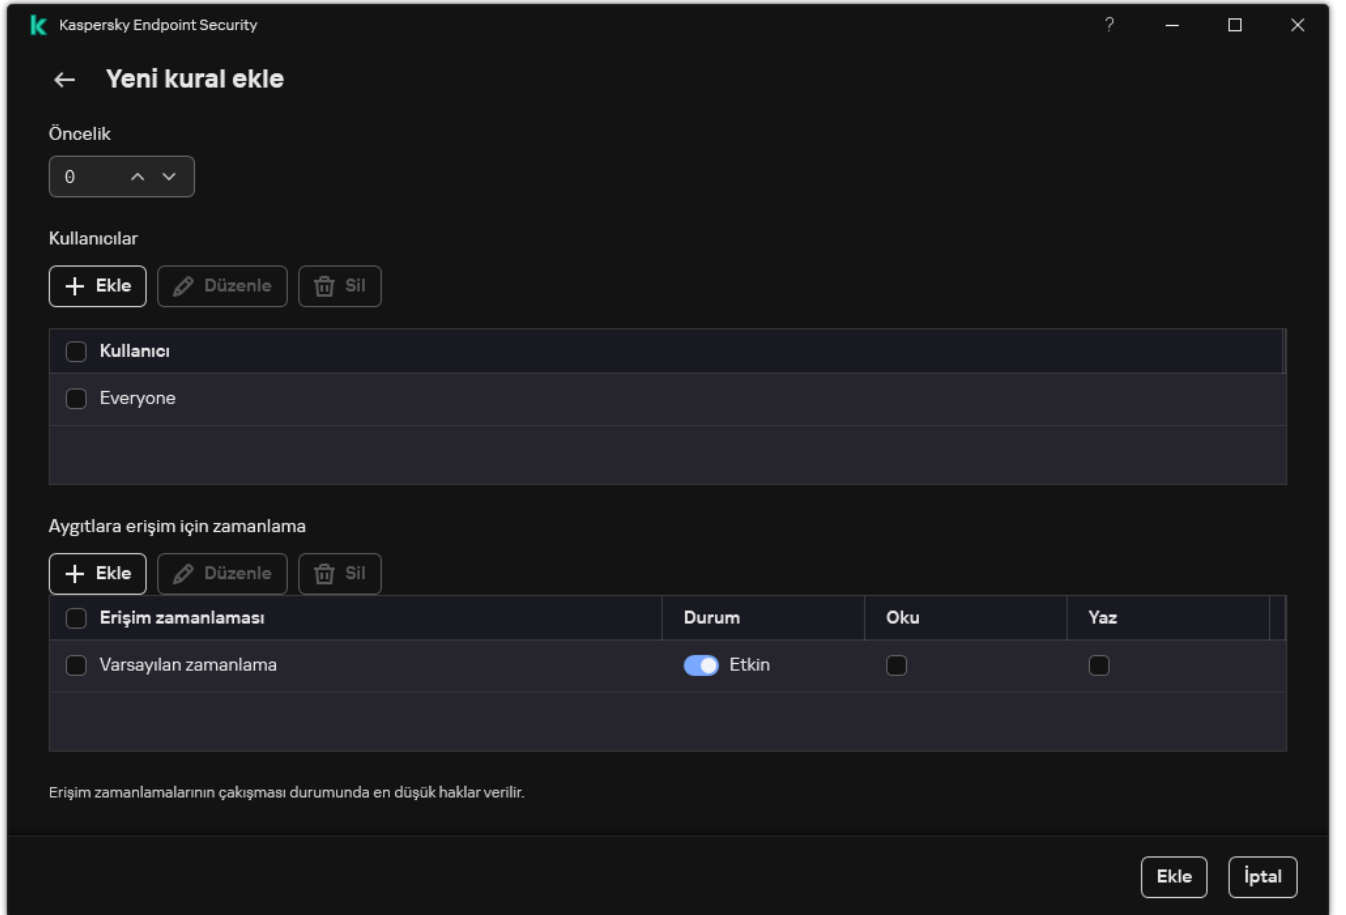 Kaspersky Endpoint Security ?
Yeni kural ekle
Öncelik
0
Kullanıcılar
Ekle Düzenle Sil
Kullanıcı
Everyone
Aygıtlara erişim için zamanlama
Ekle Düzenle Sil
Erişim zamanlaması Durum Oku Yaz
Varsayılan zamanlama Etkin
Erişim zamanlamalarının çakışması durumunda en düşük haklar verilir.
Ekle İptal